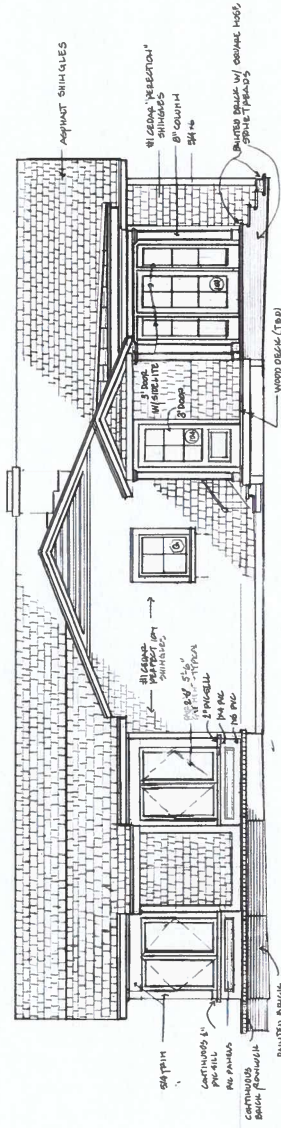 ASPHALT SHINGLES
#1 CEDAR "PERFECTION"
SHINGLES
8" COLUMN
5/4 x 6
PAINTED BRICK W/ SQUARE NOSE
STONE TREADS
WOOD DECK (TBD)
3' DOOR
W/ SIDELITE
3' DOOR
#1 CEDAR
PERFECTION
SHINGLES
2" PVC SILL
1x4 PVC
1x6 PVC
5/4 TRIM
CONTINUOUS 2"
PVC SILL
PVC PANELS
CONTINUOUS
BRICK ROWLOCK
PAINTED BRICK